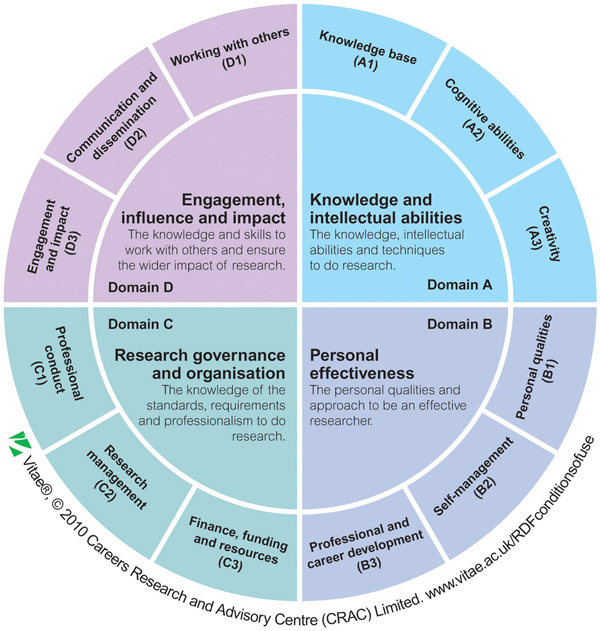 Knowledge base
(A1)
Cognitive abilities
(A2)
Creativity
(A3)
Knowledge and
intellectual abilities
The knowledge, intellectual
abilities and techniques
to do research.
Domain A
Domain B
Personal
effectiveness
The personal qualities and
approach to be an effective
researcher.
Personal qualities
(B1)
Self-management
(B2)
Professional and
career development
(B3)
Domain C
Research governance
and organisation
The knowledge of the
standards, requirements
and professionalism to do
research.
Professional
conduct
(C1)
Research
management
(C2)
Finance, funding
and resources
(C3)
Engagement,
influence and impact
The knowledge and skills to
work with others and ensure
the wider impact of research.
Domain D
Working with others
(D1)
Communication and
dissemination
(D2)
Engagement
and impact
(D3)
Vitae®, © 2010 Careers Research and Advisory Centre (CRAC) Limited. www.vitae.ac.uk/RDFconditionsofuse